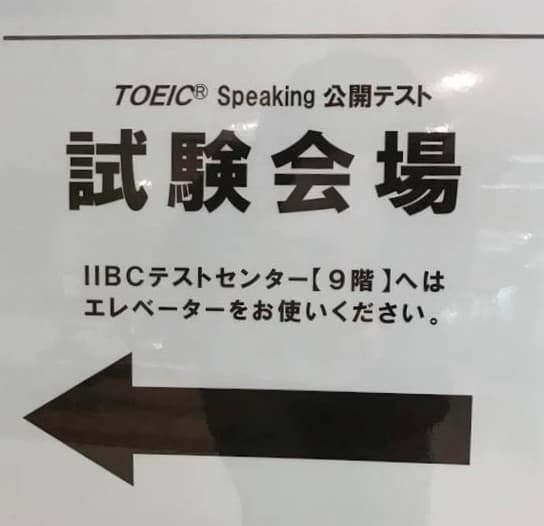 TOEIC® Speaking 公開テスト
試験会場
IIBCテストセンター【９階】へは
エレベーターをお使いください。